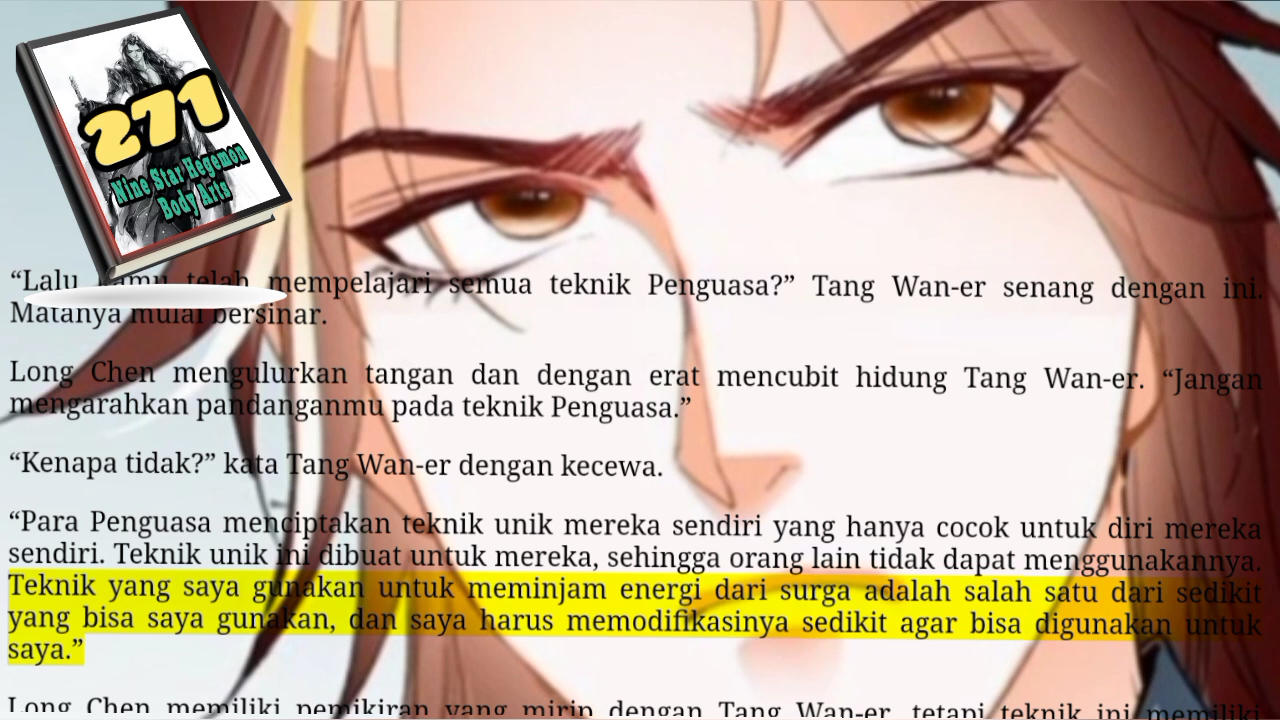 271
Nine Star Hegemon
Body Arts
“Lalu kamu telah mempelajari semua teknik Penguasa?” Tang Wan-er senang dengan ini.
Matanya mulai bersinar.
Long Chen mengulurkan tangan dan dengan erat mencubit hidung Tang Wan-er. “Jangan
mengarahkan pandanganmu pada teknik Penguasa.”
“Kenapa tidak?” kata Tang Wan-er dengan kecewa.
“Para Penguasa menciptakan teknik unik mereka sendiri yang hanya cocok untuk diri mereka
sendiri. Teknik unik ini dibuat untuk mereka, sehingga orang lain tidak dapat menggunakannya.
Teknik yang saya gunakan untuk meminjam energi dari surga adalah salah satu dari sedikit
yang bisa saya gunakan, dan saya harus memodifikasinya sedikit agar bisa digunakan untuk
saya.”
Long Chen memiliki pemikiran yang mirip dengan Tang Wan-er, tetapi teknik ini memiliki